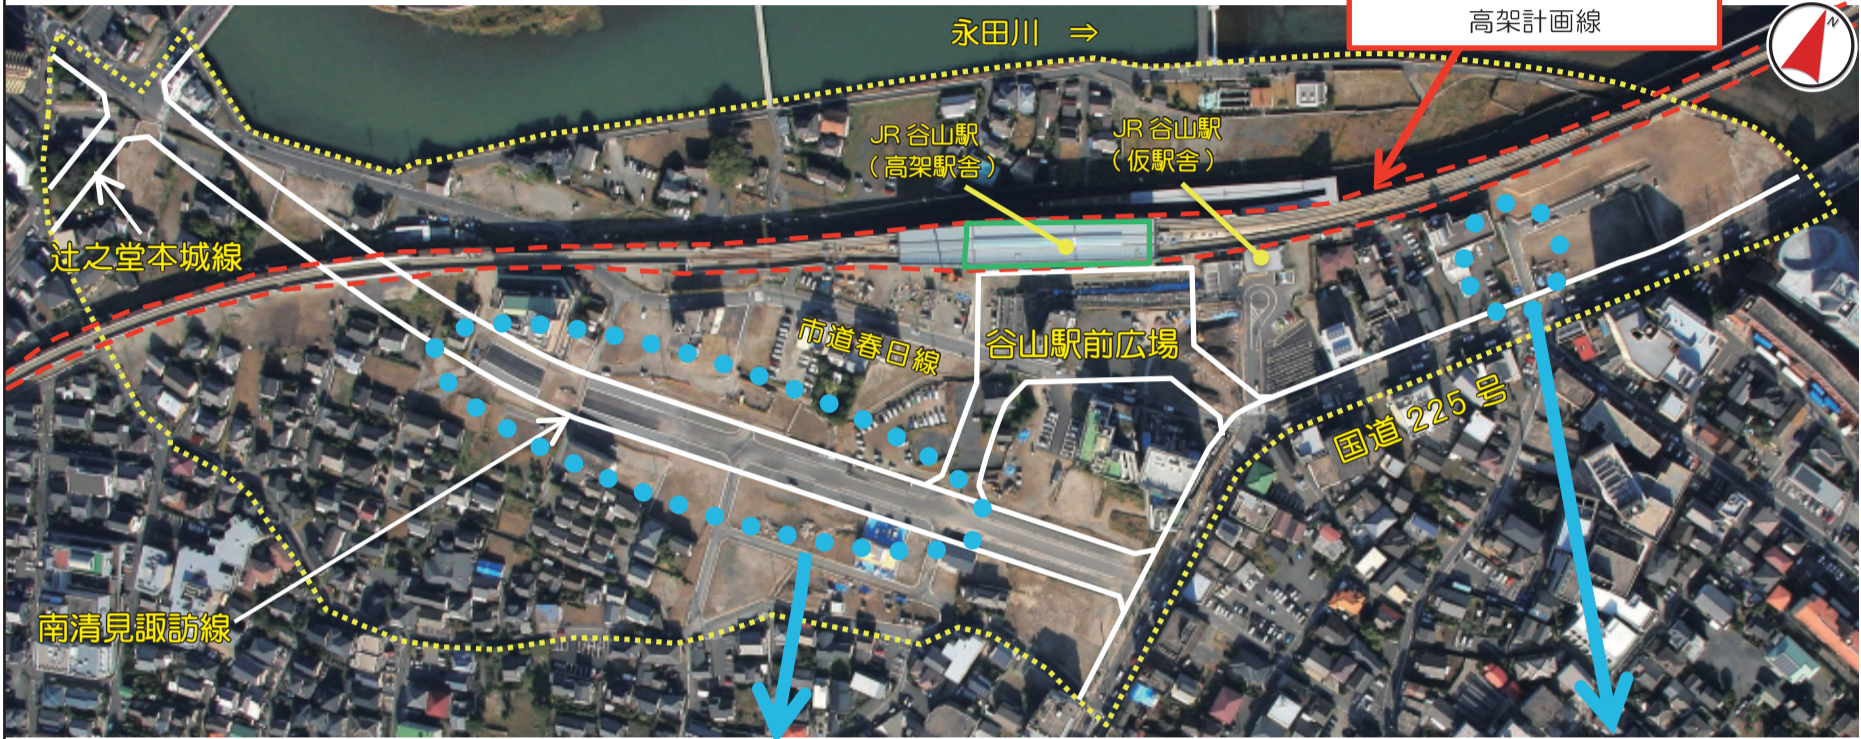 高架計画線
N
永田川 ⇒
JR 谷山駅
（高架駅舎）
JR 谷山駅
（仮駅舎）
辻之堂本城線
市道春日線
谷山駅前広場
国道 225 号
南清見諏訪線